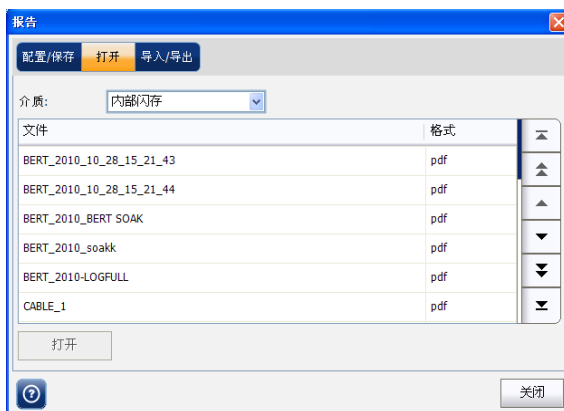 报告
配置/保存 打开 导入/导出
介质: 内部闪存
文件 格式
BERT_2010_10_28_15_21_43 pdf
BERT_2010_10_28_15_21_44 pdf
BERT_2010_BERT SOAK pdf
BERT_2010_soakk pdf
BERT_2010-LOGFULL pdf
CABLE_1 pdf
打开
? 关闭